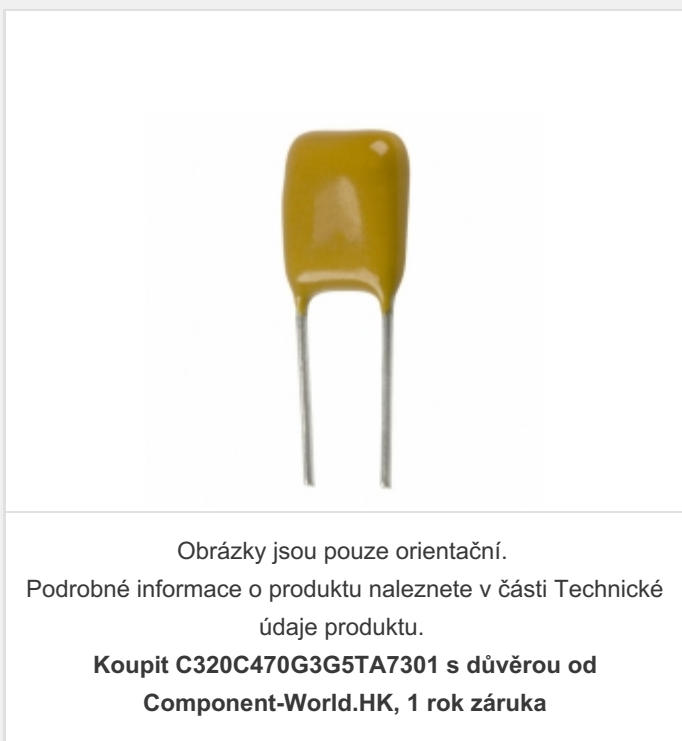 Obrázky jsou pouze orientační.
Podrobné informace o produktu naleznete v části Technické
údaje produktu.
Koupit C320C470G3G5TA7301 s důvěrou od
Component-World.HK, 1 rok záruka